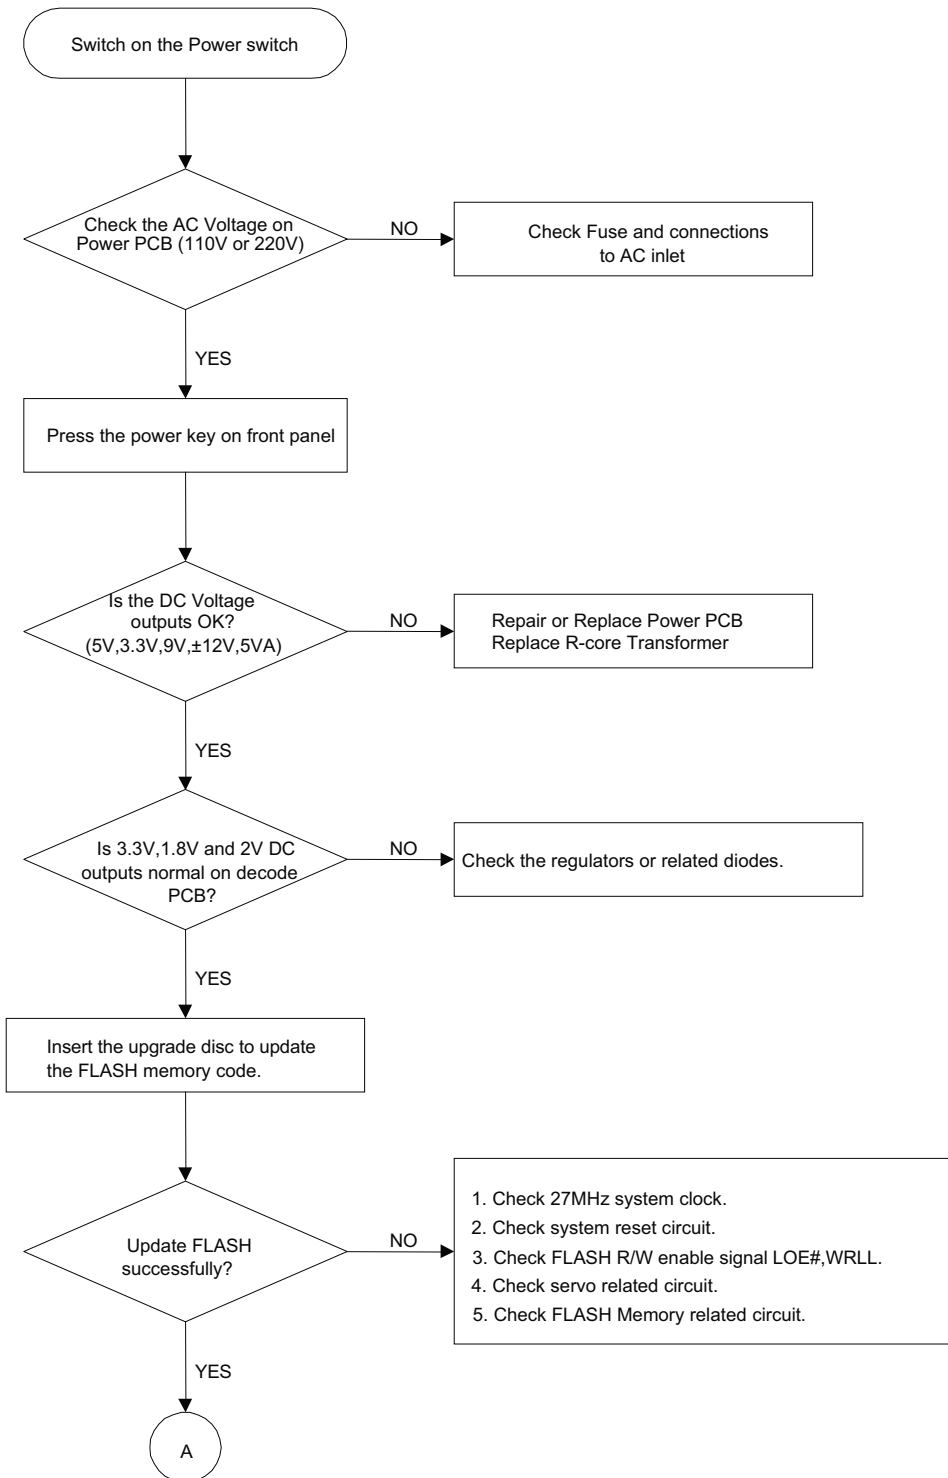 Switch on the Power switch
Check the AC Voltage on
Power PCB (110V or 220V)
NO
Check Fuse and connections
to AC inlet
YES
Press the power key on front panel
Is the DC Voltage
outputs OK?
(5V,3.3V,9V,±12V,5VA)
NO
Repair or Replace Power PCB
Replace R-core Transformer
YES
Is 3.3V,1.8V and 2V DC
outputs normal on decode
PCB?
NO
Check the regulators or related diodes.
YES
Insert the upgrade disc to update
the FLASH memory code.
Update FLASH
successfully?
NO
1. Check 27MHz system clock.
2. Check system reset circuit.
3. Check FLASH R/W enable signal LOE#,WRLL.
4. Check servo related circuit.
5. Check FLASH Memory related circuit.
YES
A